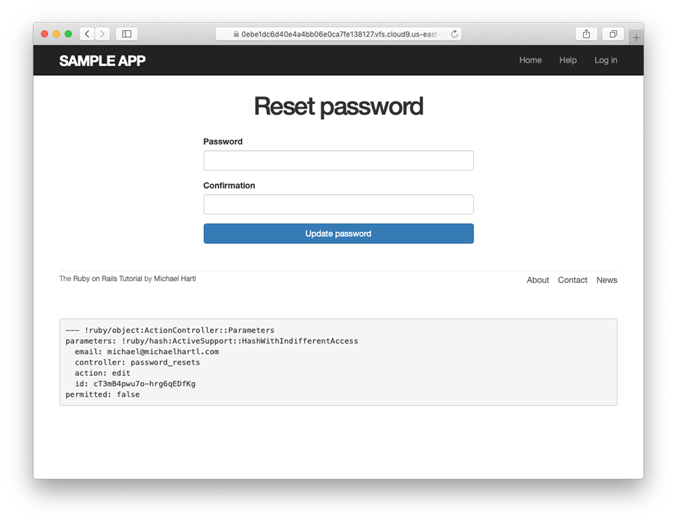 0ebe1dc6d40e4a4bb06e0ca7fe138127.vfs.cloud9.us-east-
SAMPLE APP
Home Help Log in
Reset password
Password
Confirmation
Update password
The Ruby on Rails Tutorial by Michael Hartl
About Contact News
--- !ruby/object:ActionController::Parameters
parameters: !ruby/hash:ActiveSupport::HashWithIndifferentAccess
  email: michael@michaelhartl.com
  controller: password_resets
  action: edit
  id: cT3mB4pwu7o-hrg6qEDfKg
permitted: false